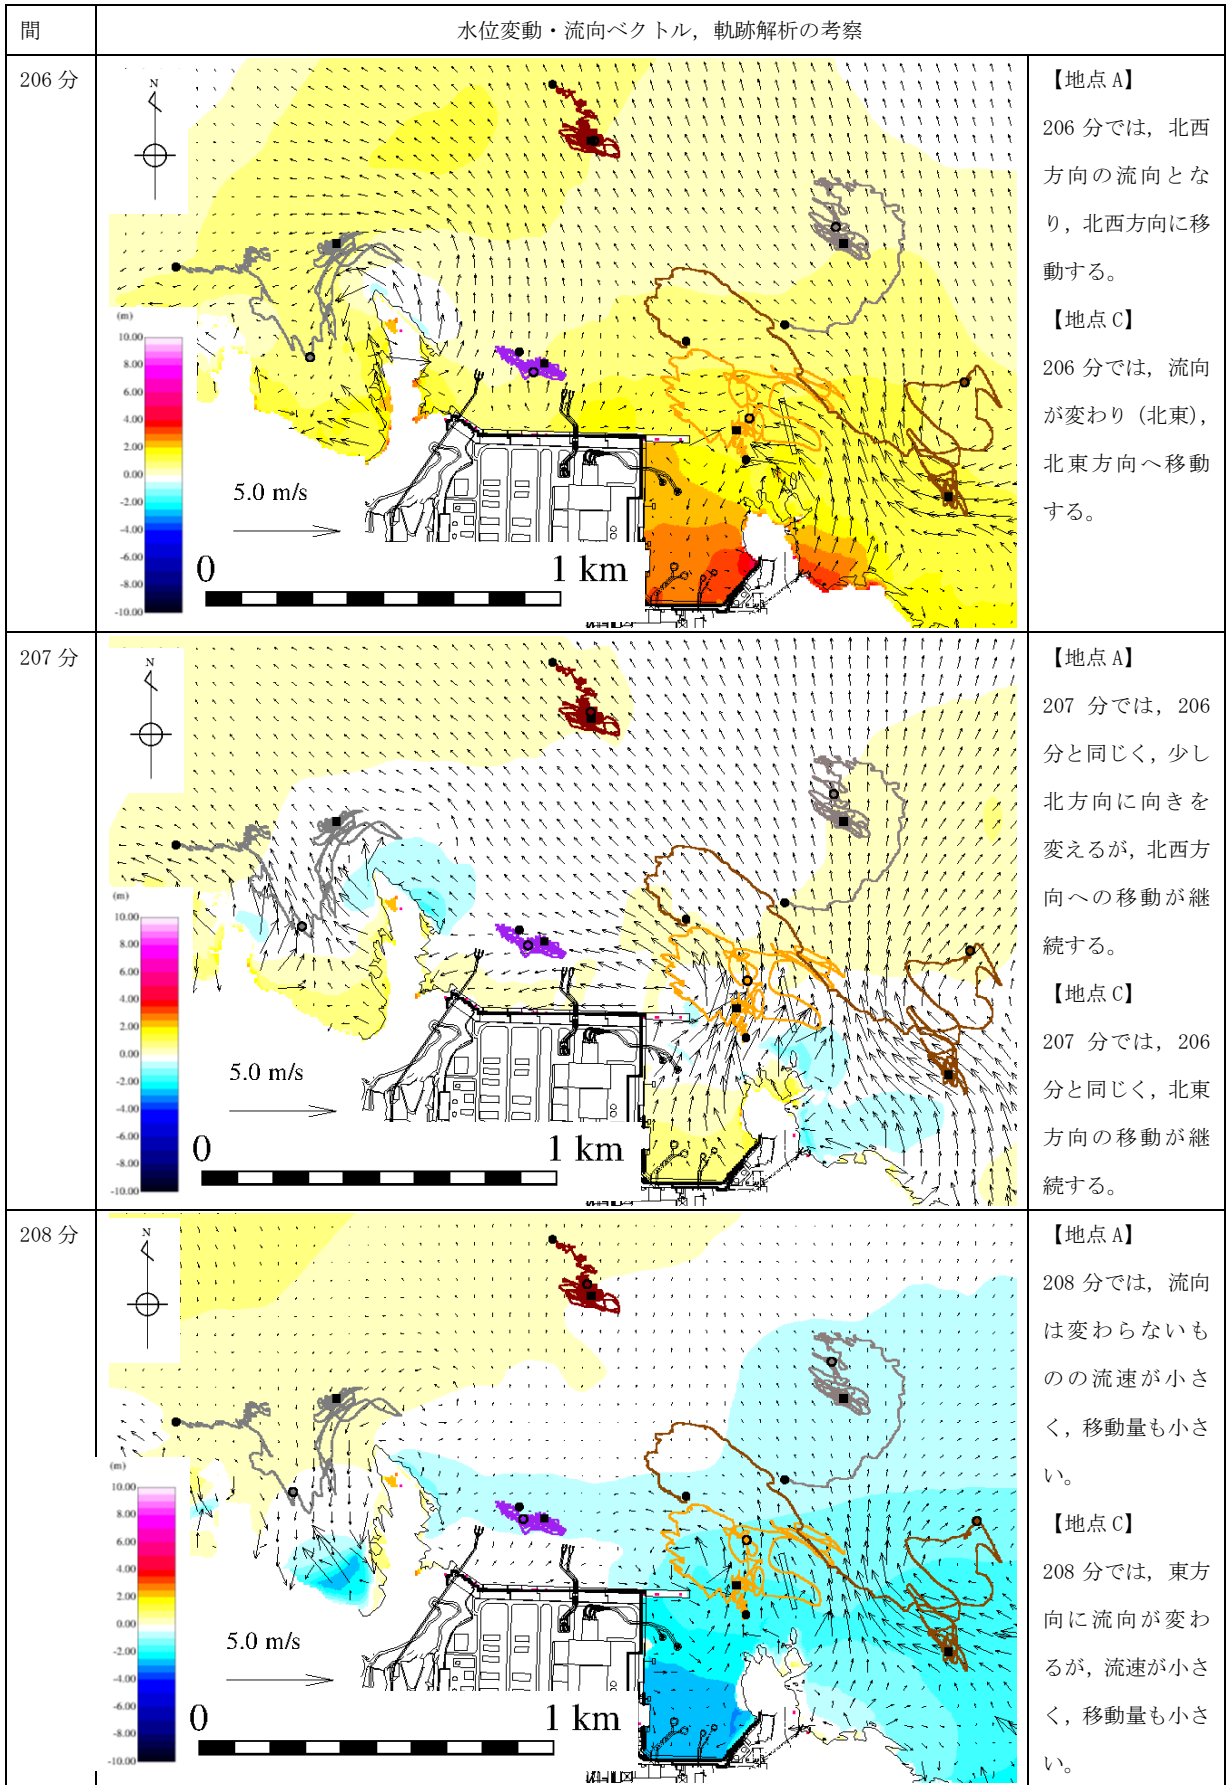 間
水位変動・流向ベクトル，軌跡解析の考察
206 分
N
(m)
10.00
8.00
6.00
4.00
2.00
0.00
-2.00
-4.00
-6.00
-8.00
-10.00
5.0 m/s
0
1 km
【地点 A】
206 分では，北西
方向の流向とな
り，北西方向に移
動する。
【地点 C】
206 分では，流向
が変わり（北東），
北東方向へ移動
する。
207 分
N
(m)
10.00
8.00
6.00
4.00
2.00
0.00
-2.00
-4.00
-6.00
-8.00
-10.00
5.0 m/s
0
1 km
【地点 A】
207 分では，206
分と同じく，少し
北方向に向きを
変えるが，北西方
向への移動が継
続する。
【地点 C】
207 分では，206
分と同じく，北東
方向の移動が継
続する。
208 分
N
(m)
10.00
8.00
6.00
4.00
2.00
0.00
-2.00
-4.00
-6.00
-8.00
-10.00
5.0 m/s
0
1 km
【地点 A】
208 分では，流向
は変わらないも
のの流速が小さ
く，移動量も小さ
い。
【地点 C】
208 分では，東方
向に流向が変わ
るが，流速が小さ
く，移動量も小さ
い。